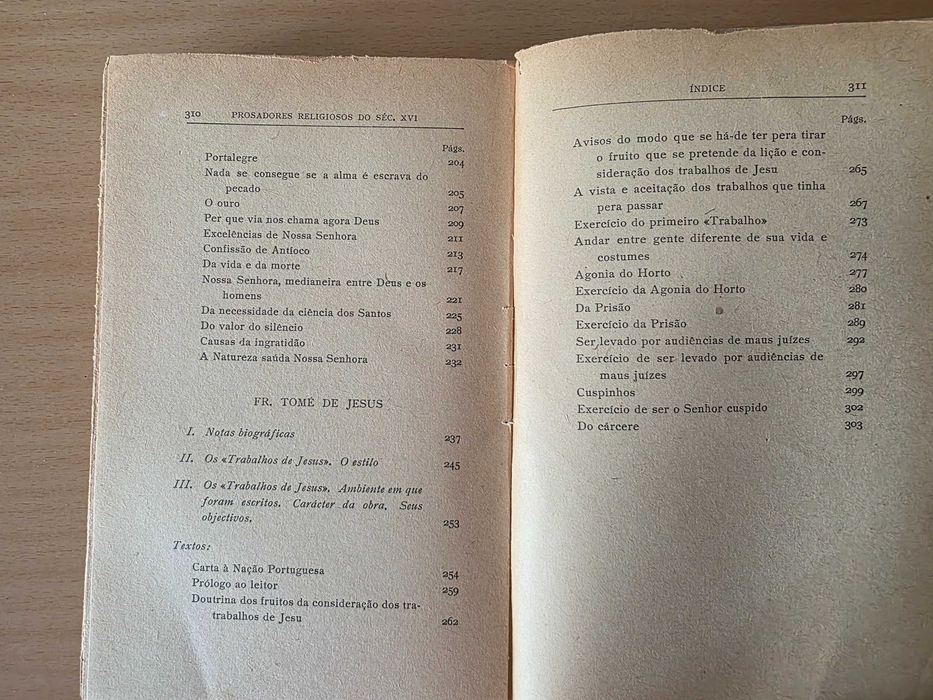 310 PROSADORES RELIGIOSOS DO SÉC. XVI
Págs.
Portalegre 204
Nada se consegue se a alma é escrava do
pecado 205
O ouro 207
Per que via nos chama agora Deus 209
Excelências de Nossa Senhora 211
Confissão de Antíoco 213
Da vida e da morte 217
Nossa Senhora, medianeira entre Deus e os
homens 221
Da necessidade da ciência dos Santos 225
Do valor do silêncio 228
Causas da ingratidão 231
A Natureza saúda Nossa Senhora 232
FR. TOMÉ DE JESUS
I. Notas biográficas 237
II. Os «Trabalhos de Jesus». O estilo 245
III. Os «Trabalhos de Jesus». Ambiente em que
foram escritos. Carácter da obra. Seus
objectivos. 253
Textos:
Carta à Nação Portuguesa 254
Prólogo ao leitor 259
Doutrina dos frutos da consideração dos tra-
trabalhos de Jesu 262
ÍNDICE 311
Págs.
Avisos do modo que se há-de ter pera tirar
o fruito que se pretende da lição e con-
sideração dos trabalhos de Jesu 265
A vista e aceitação dos trabalhos que tinha
pera passar 267
Exercício do primeiro «Trabalho» 273
Andar entre gente diferente de sua vida e
costumes 274
Agonia do Horto 277
Exercício da Agonia do Horto 280
Da Prisão 281
Exercício da Prisão 289
Ser levado por audiências de maus juízes 292
Exercício de ser levado por audiências de
maus juízes 297
Cuspinhos 299
Exercício de ser o Senhor cuspido 302
Do cárcere 303